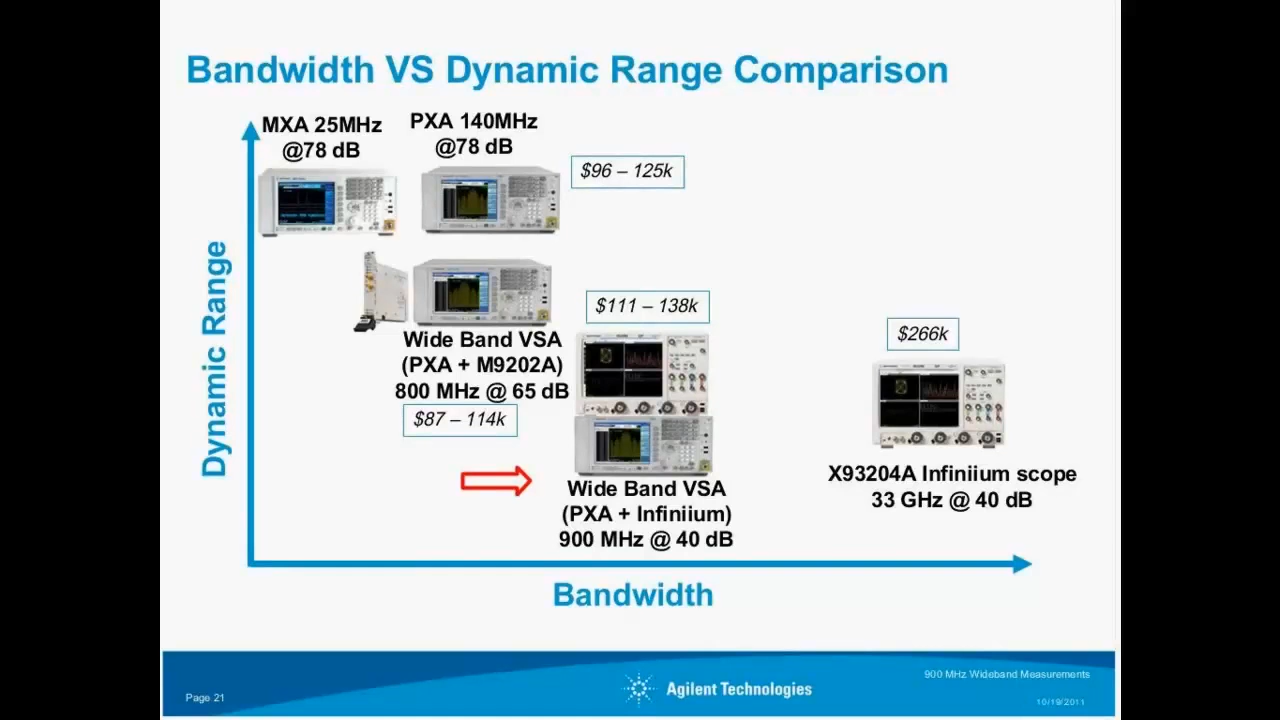 Bandwidth VS Dynamic Range Comparison
MXA 25MHz
@78 dB
PXA 140MHz
@78 dB
$96 – 125k
Dynamic Range
Wide Band VSA
(PXA + M9202A)
800 MHz @ 65 dB
$87 – 114k
$111 – 138k
Wide Band VSA
(PXA + Infiniium)
900 MHz @ 40 dB
$266k
X93204A Infiniium scope
33 GHz @ 40 dB
Bandwidth
Page 21
Agilent Technologies
900 MHz Wideband Measurements
10/19/2011